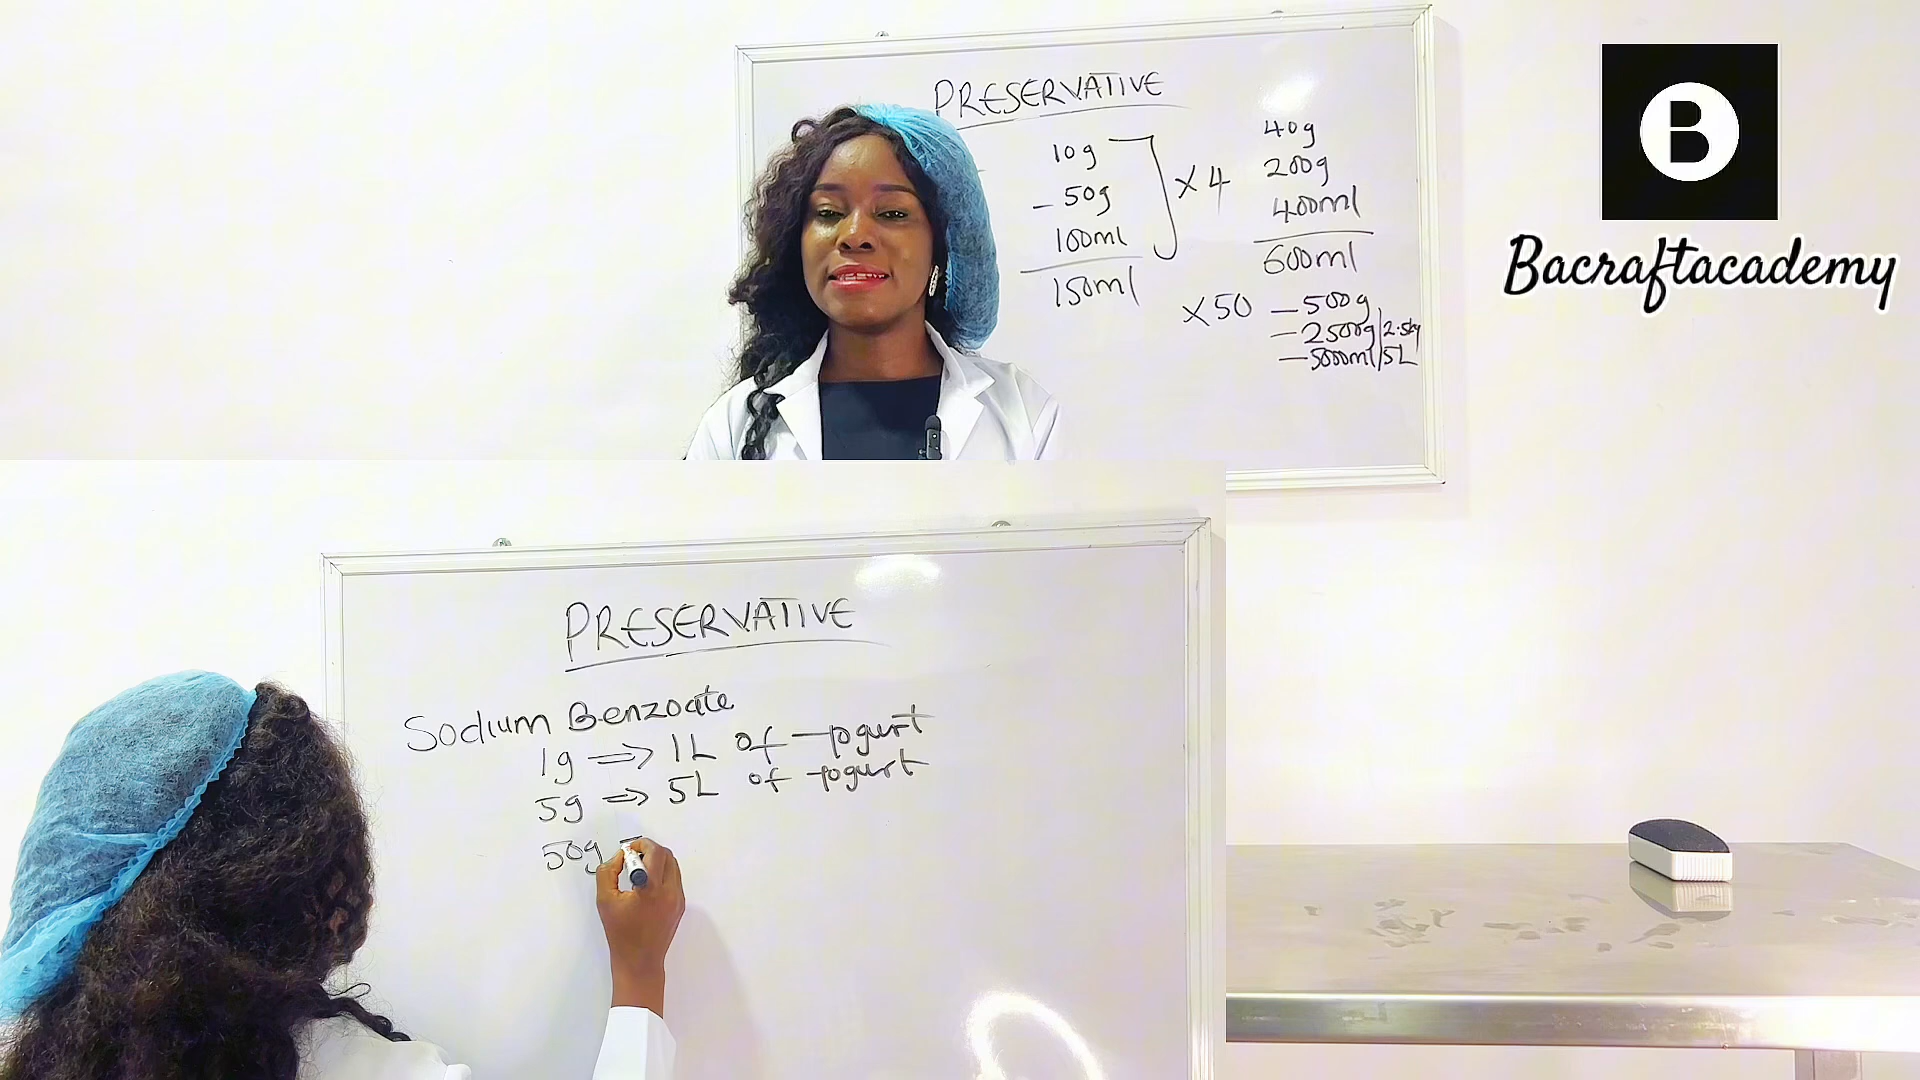 PRESERVATIVE
10g
50g
100ml
150ml
X 4
40g
200g
400ml
600ml
X50
500g
2500g/2.5kg
5000ml/5L
B
Bacraftacademy
PRESERVATIVE
Sodium Benzoate
1g => 1L of yogurt
5g => 5L of yogurt
50g